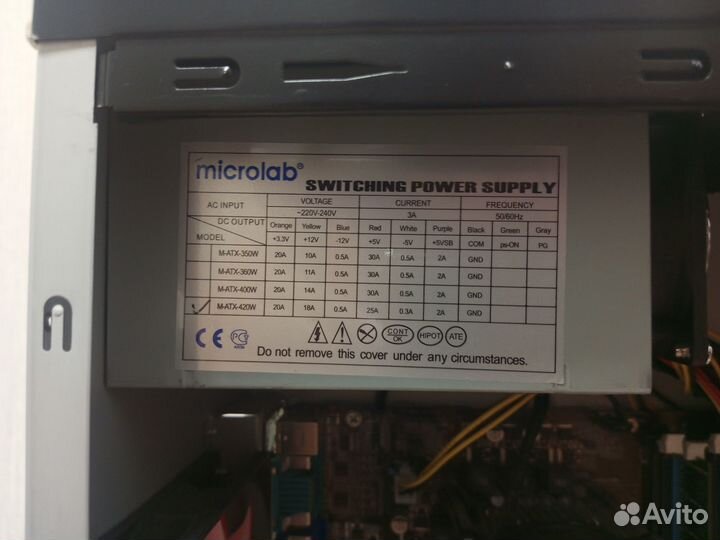 microlab®
SWITCHING POWER SUPPLY
AC INPUT VOLTAGE CURRENT FREQUENCY
~220V-240V 3A 50/60Hz
DC OUTPUT Orange Yellow Blue Red White Purple Black Green Gray
MODEL +3.3V +12V -12V +5V -5V +5VSB COM ps-ON PG
M-ATX-350W 20A 10A 0.5A 30A 0.5A 2A GND
M-ATX-360W 20A 11A 0.5A 30A 0.5A 2A GND
M-ATX-400W 20A 14A 0.5A 30A 0.5A 2A GND
M-ATX-420W 20A 18A 0.5A 25A 0.3A 2A GND
CE CONT OK HIPOT ATE
Do not remove this cover under any circumstances.
Avito